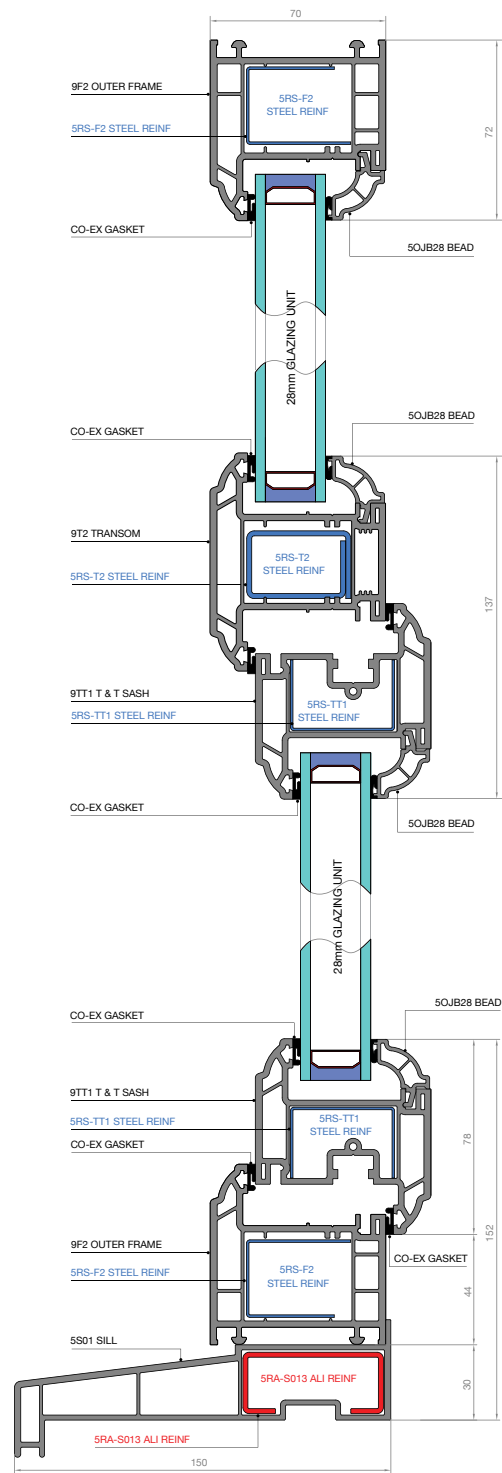 70
9F2 OUTER FRAME
5RS-F2
STEEL REINF
5RS-F2 STEEL REINF
72
CO-EX GASKET
5OJB28 BEAD
28mm GLAZING UNIT
5OJB28 BEAD
CO-EX GASKET
9T2 TRANSOM
5RS-T2
STEEL REINF
5RS-T2 STEEL REINF
137
9TT1 T & T SASH
5RS-TT1
STEEL REINF
5RS-TT1 STEEL REINF
CO-EX GASKET
5OJB28 BEAD
28mm GLAZING UNIT
5OJB28 BEAD
CO-EX GASKET
9TT1 T & T SASH
5RS-TT1 STEEL REINF
5RS-TT1
STEEL REINF
78
CO-EX GASKET
152
9F2 OUTER FRAME
CO-EX GASKET
5RS-F2 STEEL REINF
5RS-F2
STEEL REINF
44
5S01 SILL
5RA-S013 ALI REINF
30
5RA-S013 ALI REINF
150